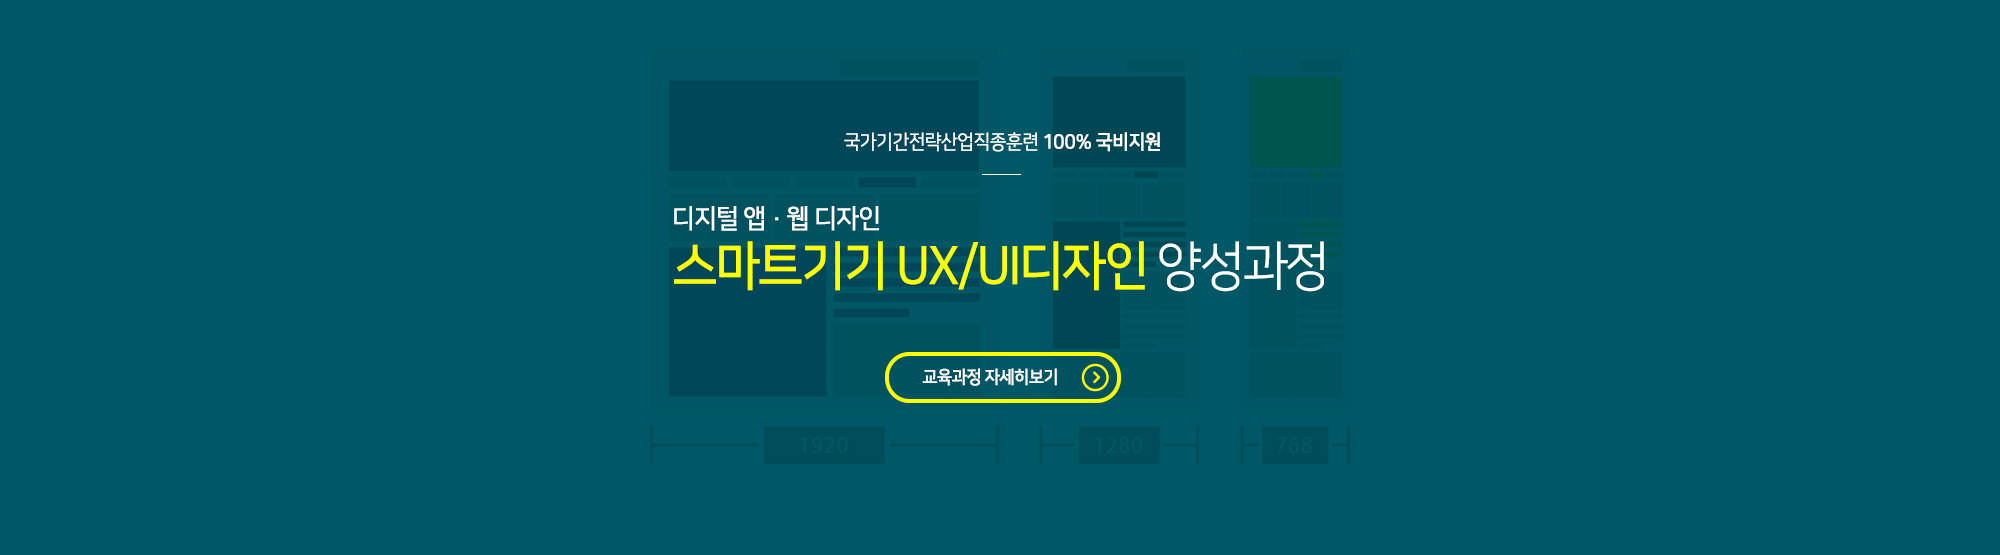 국가기간전략산업직종훈련 100% 국비지원
디지털 앱 · 웹 디자인
스마트기기 UX/UI디자인 양성과정
교육과정 자세히보기
1920
1280
768